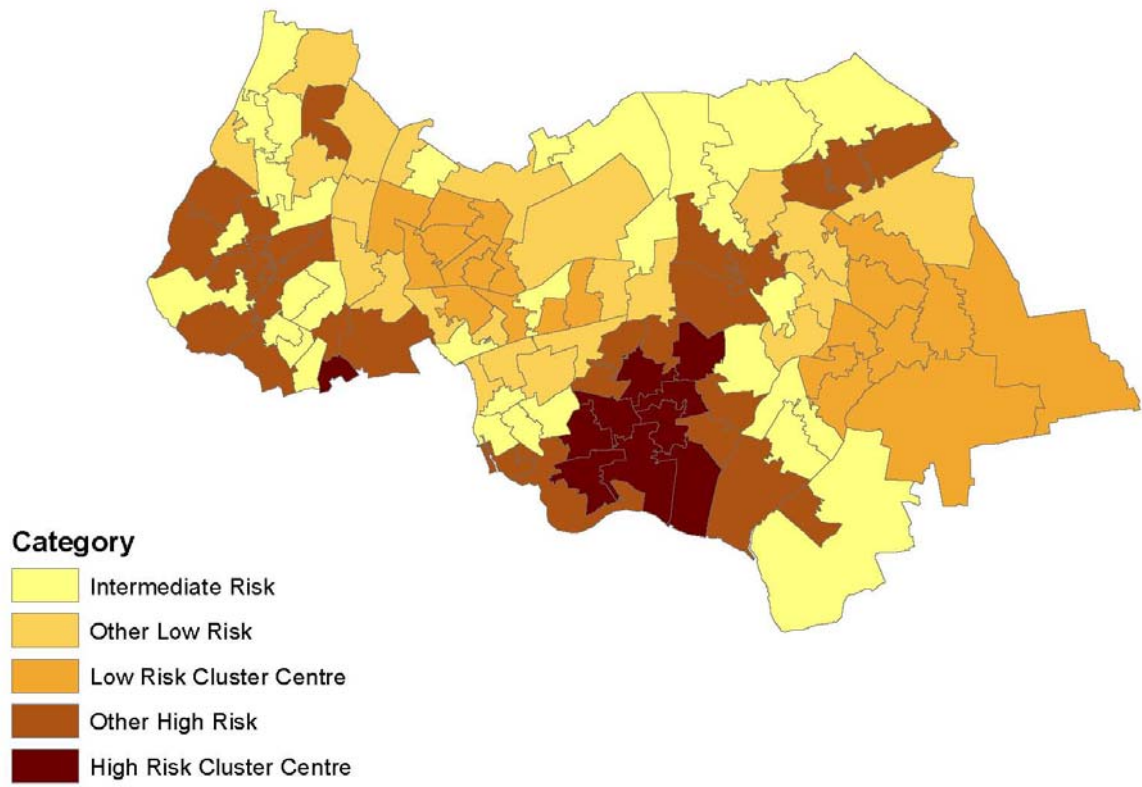 Category
Intermediate Risk
Other Low Risk
Low Risk Cluster Centre
Other High Risk
High Risk Cluster Centre